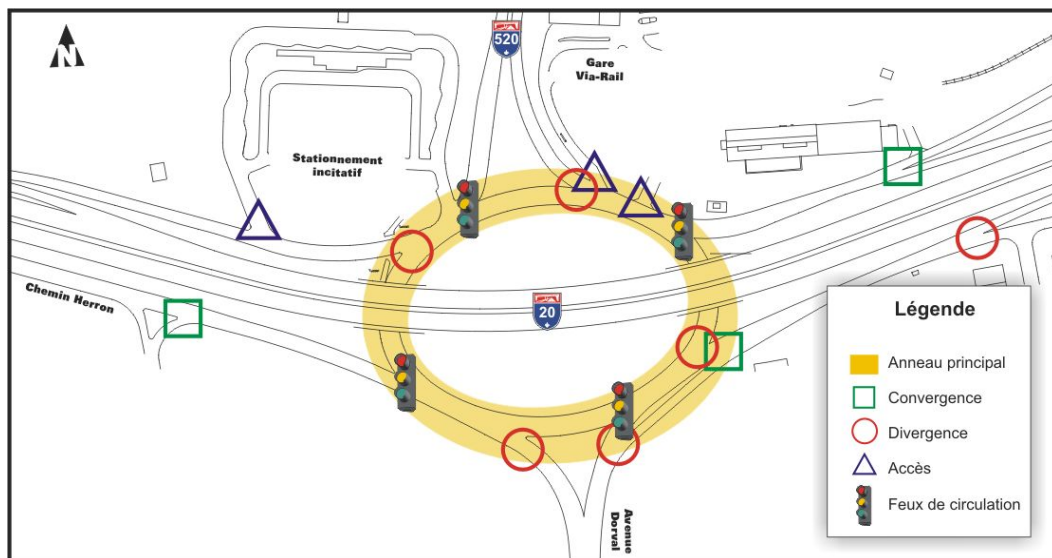 N
520
Gare
Via-Rail
Stationnement
incitatif
Chemin Herron
20
Avenue
Dorval
Légende
Anneau principal
Convergence
Divergence
Accès
Feux de circulation